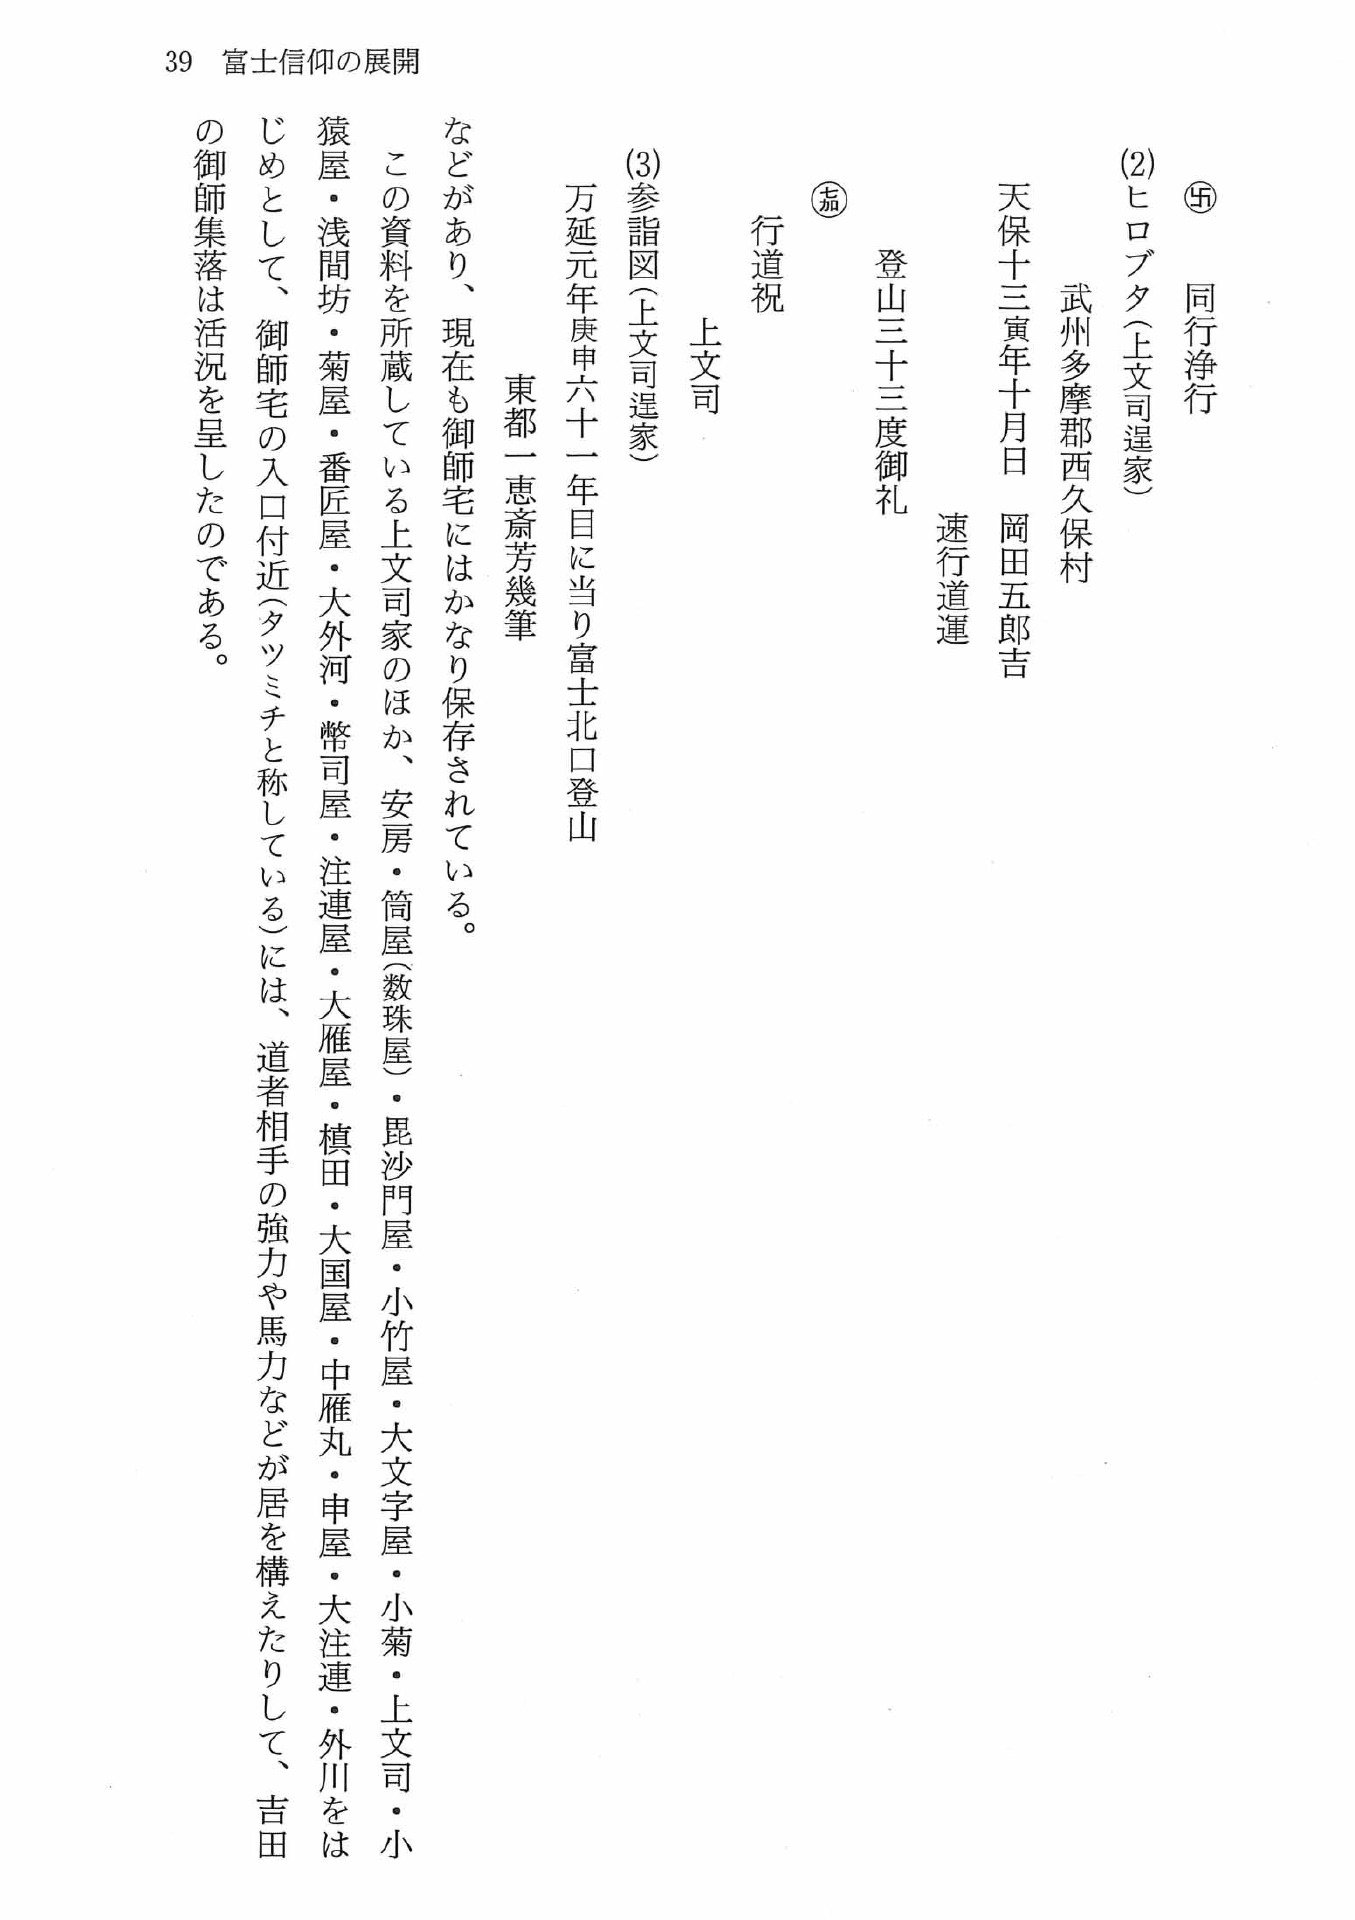 39 富士信仰の展開
㊉ 同行浄行
(2)ヒロブタ(上文司逞家)
武州多摩郡西久保村
天保十三寅年十月日 岡田五郎吉
速行道運
登山三十三度御礼
行道祝
上文司
(3)参詣図(上文司逞家)
万延元年庚申六十一年目に当り富士北口登山
東都一恵斎芳幾筆
などがあり、現在も御師宅にはかなり保存されている。
この資料を所蔵している上文司家のほか、安房・筒屋(数珠屋)・毘沙門屋・小竹屋・大文字屋・小菊・上文司・小
猿屋・浅間坊・菊屋・番匠屋・大外河・幣司屋・注連屋・大雁屋・槙田・大国屋・中雁丸・申屋・大注連・外川をは
じめとして、御師宅の入口付近(タツミチと称している)には、道者相手の強力や馬力などが居を構えたりして、吉田
の御師集落は活況を呈したのである。